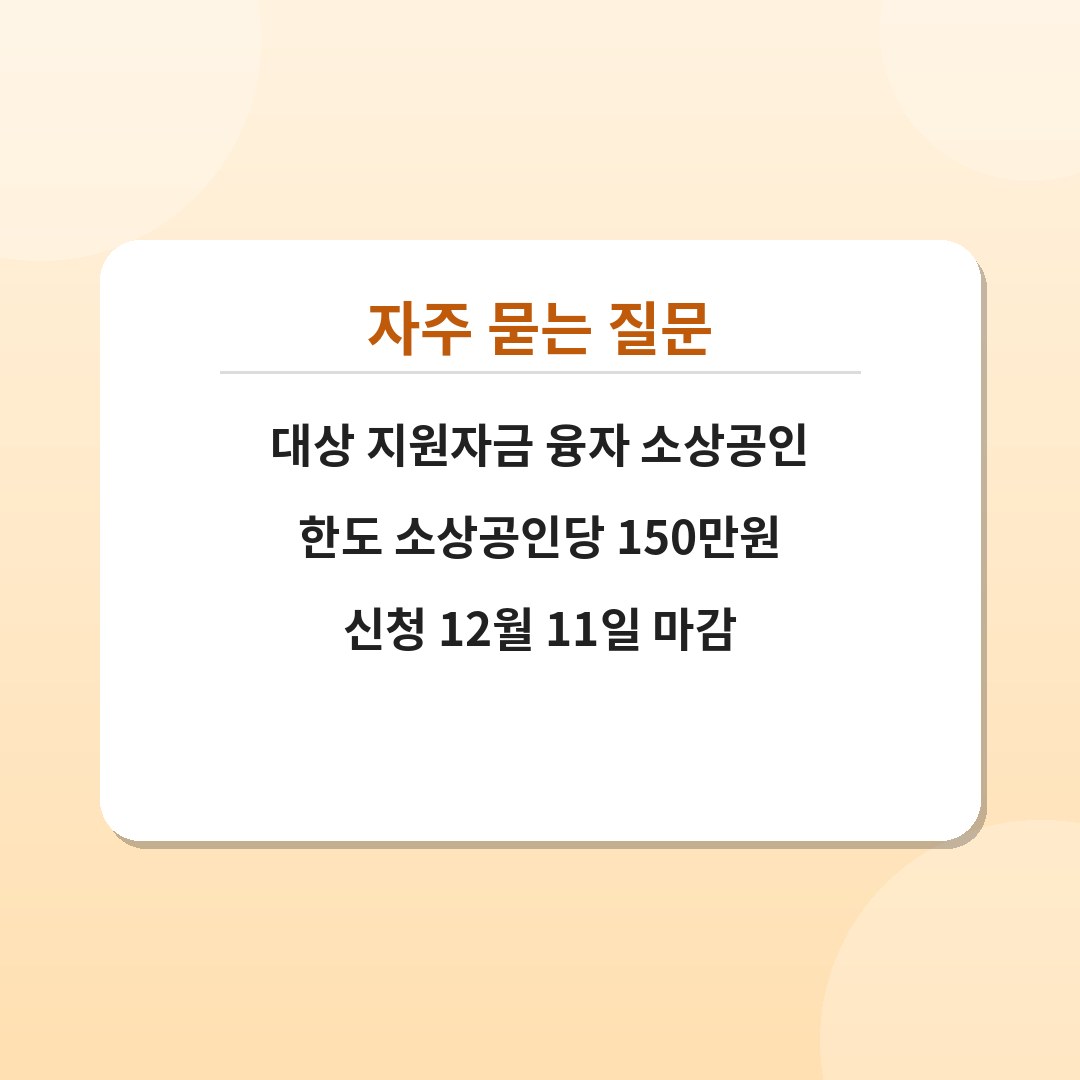 자주 묻는 질문
대상 지원자금 융자 소상공인
한도 소상공인당 150만원
신청 12월 11일 마감